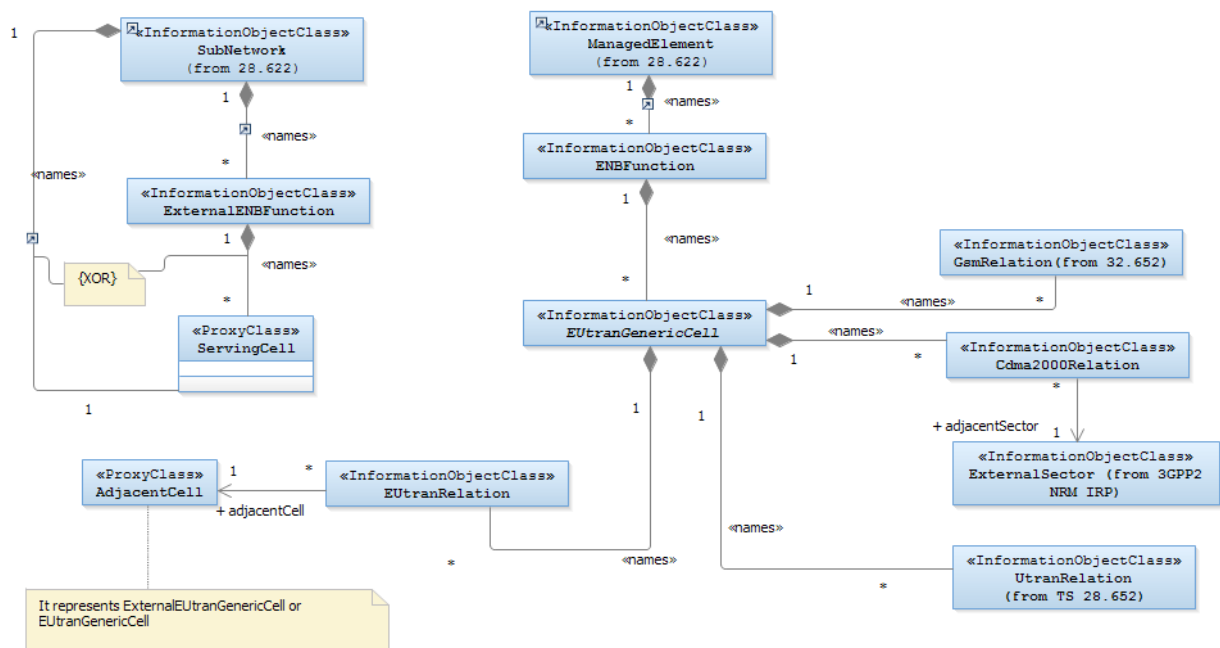 1
«InformationObjectClass»
SubNetwork
(from 28.622)
1
«names»
*
«names»
«InformationObjectClass»
ExternalENBFunction
1
«names»
{XOR}
*
«ProxyClass»
ServingCell
1
«InformationObjectClass»
ManagedElement
(from 28.622)
1
«names»
*
«InformationObjectClass»
ENBFunction
1
«names»
*
«InformationObjectClass»
EUtranGenericCell
1
«names»
*
«InformationObjectClass»
GsmRelation(from 32.652)
«names»
1
*
«InformationObjectClass»
Cdma2000Relation
*
+ adjacentSector
1
«InformationObjectClass»
ExternalSector (from 3GPP2
NRM IRP)
1
1
«names»
*
«InformationObjectClass»
UtranRelation
(from TS 28.652)
«names»
*
«InformationObjectClass»
EUtranRelation
*
1
+ adjacentCell
«ProxyClass»
AdjacentCell
It represents ExternalEUtranGenericCell or
EUtranGenericCell